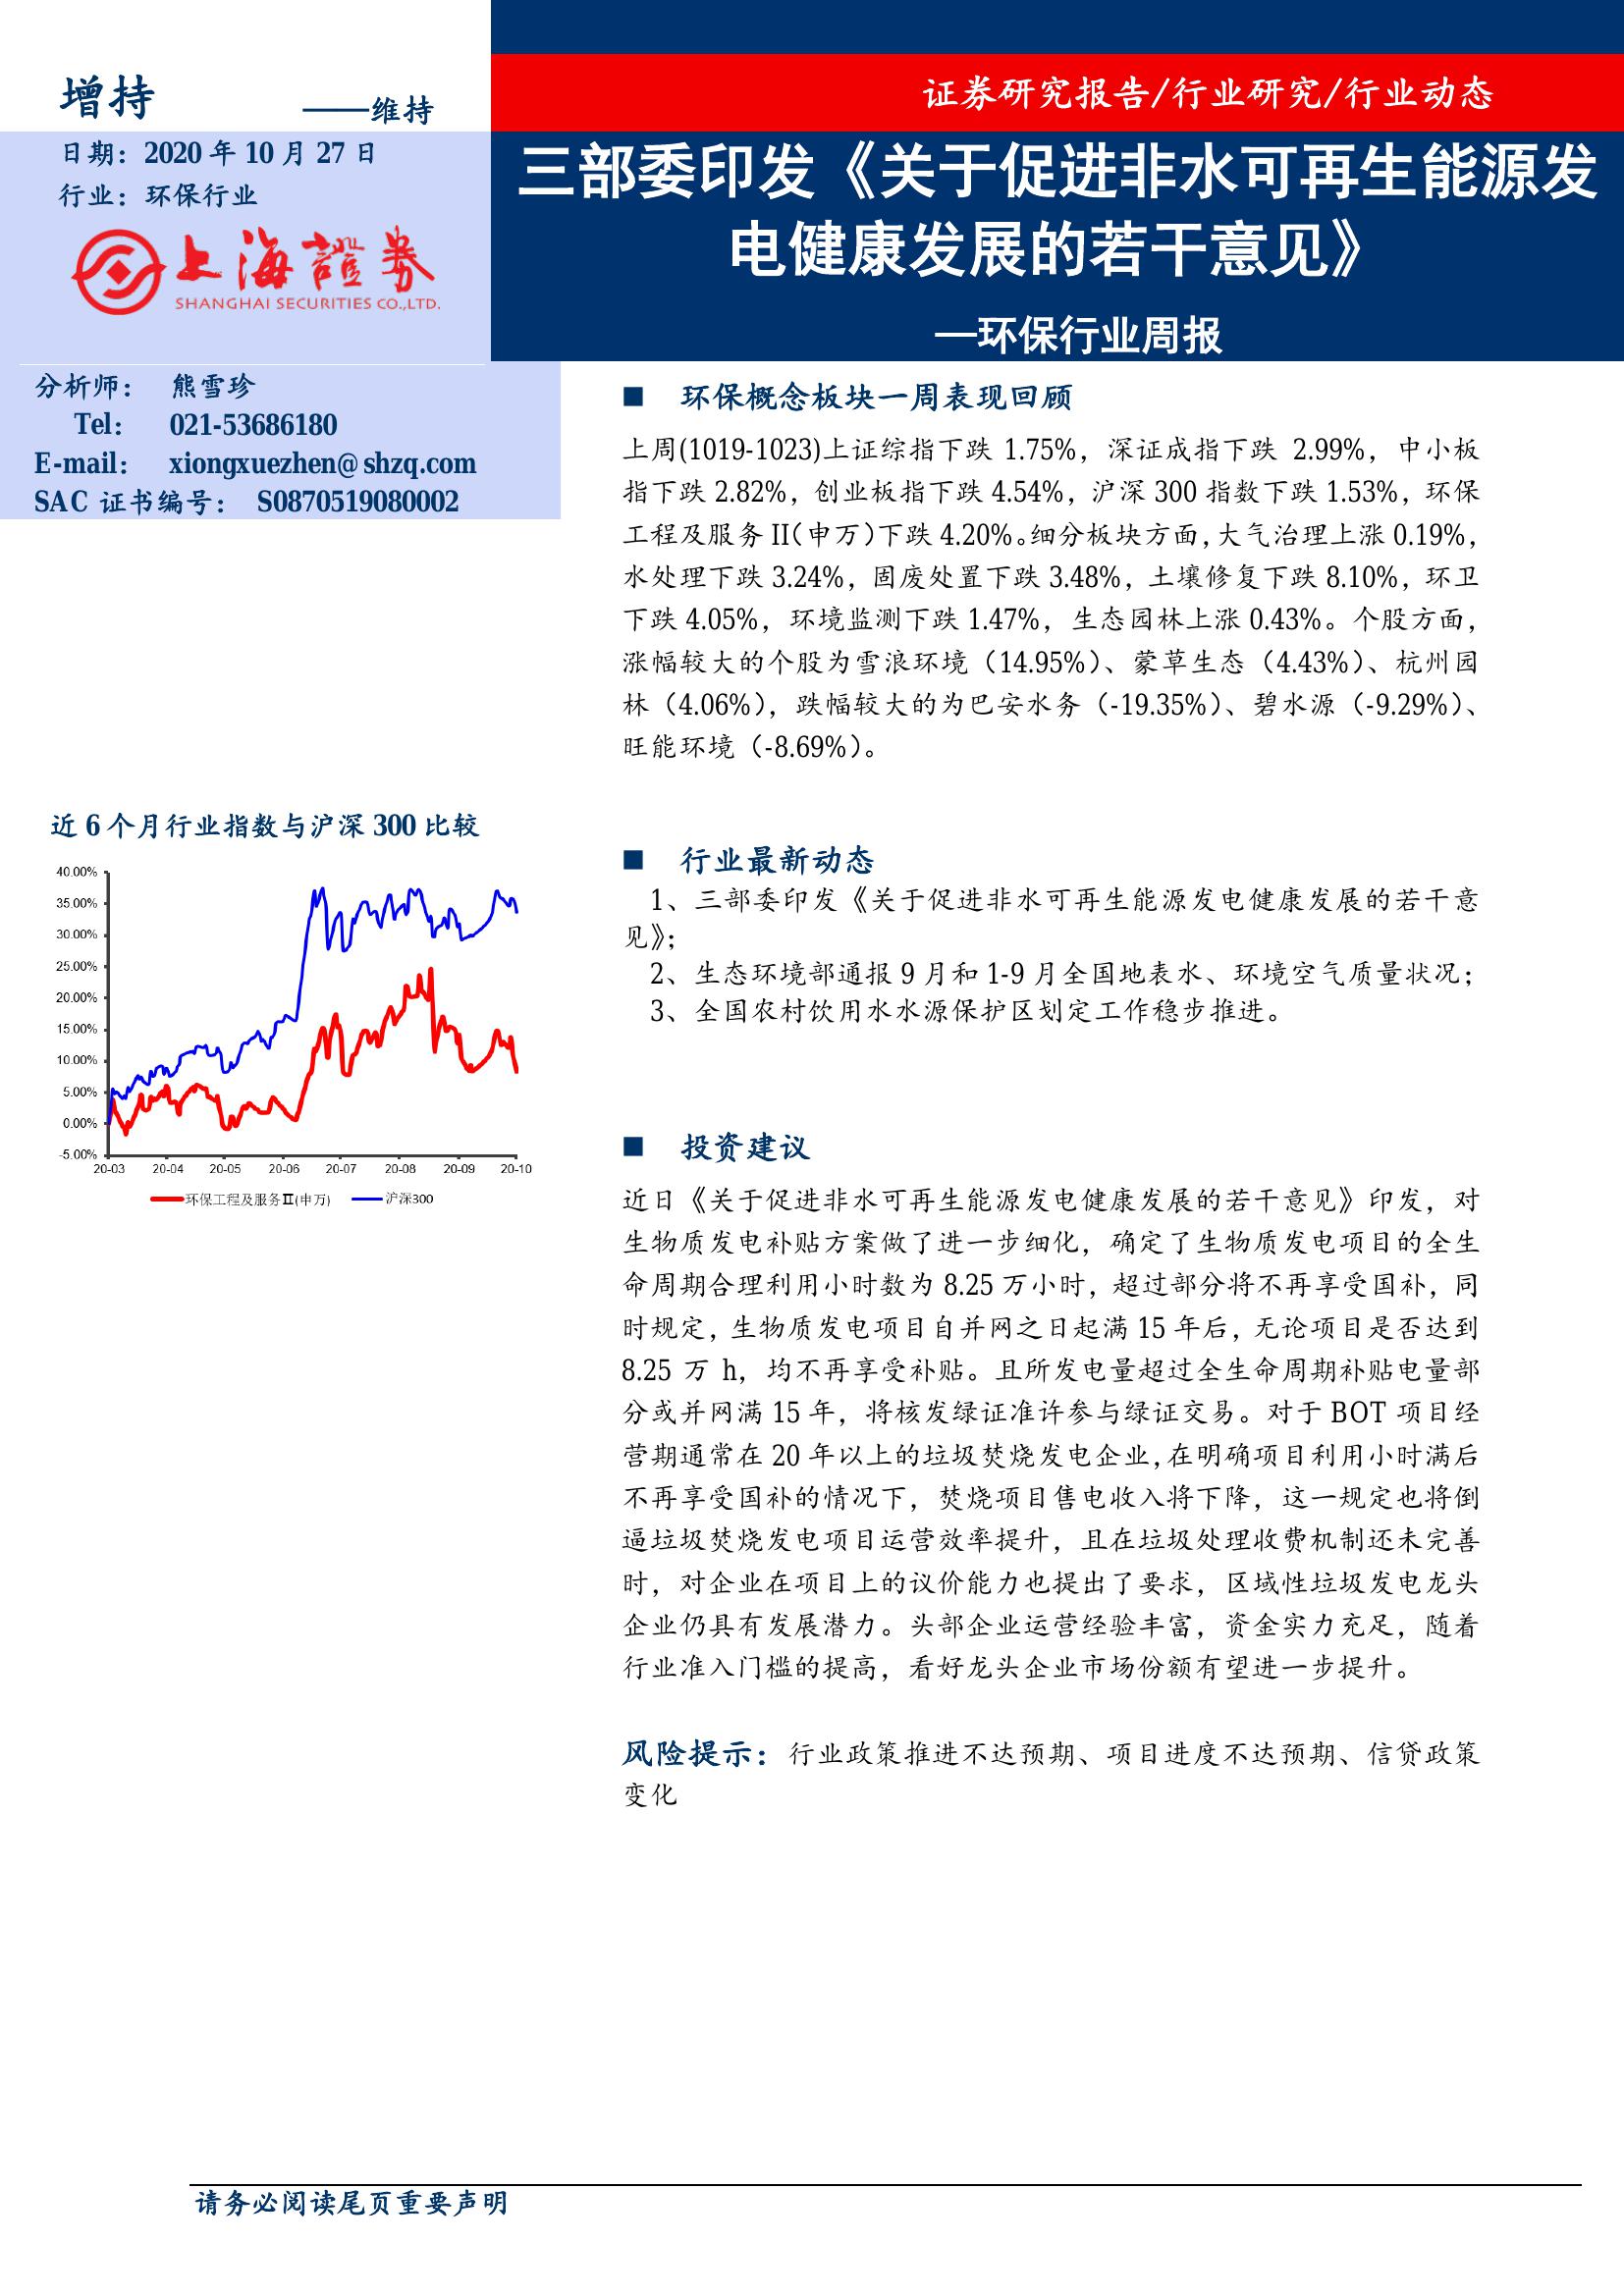 增持 ——维持
日期：2020 年 10 月 27 日
行业：环保行业
上海證券
SHANGHAI SECURITIES CO.,LTD.
分析师： 熊雪珍
Tel： 021-53686180
E-mail： xiongxuezhen@shzq.com
SAC 证书编号： S0870519080002
近 6 个月行业指数与沪深 300 比较
40.00%
35.00%
30.00%
25.00%
20.00%
15.00%
10.00%
5.00%
0.00%
-5.00%
20-03 20-04 20-05 20-06 20-07 20-08 20-09 20-10
环保工程及服务Ⅱ(申万) 沪深300
证券研究报告/行业研究/行业动态
三部委印发《关于促进非水可再生能源发
电健康发展的若干意见》
—环保行业周报
■ 环保概念板块一周表现回顾
上周(1019-1023)上证综指下跌 1.75%，深证成指下跌 2.99%，中小板
指下跌 2.82%，创业板指下跌 4.54%，沪深 300 指数下跌 1.53%，环保
工程及服务 II（申万）下跌 4.20%。细分板块方面，大气治理上涨 0.19%，
水处理下跌 3.24%，固废处置下跌 3.48%，土壤修复下跌 8.10%，环卫
下跌 4.05%，环境监测下跌 1.47%，生态园林上涨 0.43%。个股方面，
涨幅较大的个股为雪浪环境（14.95%）、蒙草生态（4.43%）、杭州园
林（4.06%），跌幅较大的为巴安水务（-19.35%）、碧水源（-9.29%）、
旺能环境（-8.69%）。
■ 行业最新动态
1、三部委印发《关于促进非水可再生能源发电健康发展的若干意
见》；
2、生态环境部通报 9 月和 1-9 月全国地表水、环境空气质量状况；
3、全国农村饮用水水源保护区划定工作稳步推进。
■ 投资建议
近日《关于促进非水可再生能源发电健康发展的若干意见》印发，对
生物质发电补贴方案做了进一步细化，确定了生物质发电项目的全生
命周期合理利用小时数为 8.25 万小时，超过部分将不再享受国补，同
时规定，生物质发电项目自并网之日起满 15 年后，无论项目是否达到
8.25 万 h，均不再享受补贴。且所发电量超过全生命周期补贴电量部
分或并网满 15 年，将核发绿证准许参与绿证交易。对于 BOT 项目经
营期通常在 20 年以上的垃圾焚烧发电企业，在明确项目利用小时满后
不再享受国补的情况下，焚烧项目售电收入将下降，这一规定也将倒
逼垃圾焚烧发电项目运营效率提升，且在垃圾处理收费机制还未完善
时，对企业在项目上的议价能力也提出了要求，区域性垃圾发电龙头
企业仍具有发展潜力。头部企业运营经验丰富，资金实力充足，随着
行业准入门槛的提高，看好龙头企业市场份额有望进一步提升。
风险提示：行业政策推进不达预期、项目进度不达预期、信贷政策
变化
请务必阅读尾页重要声明